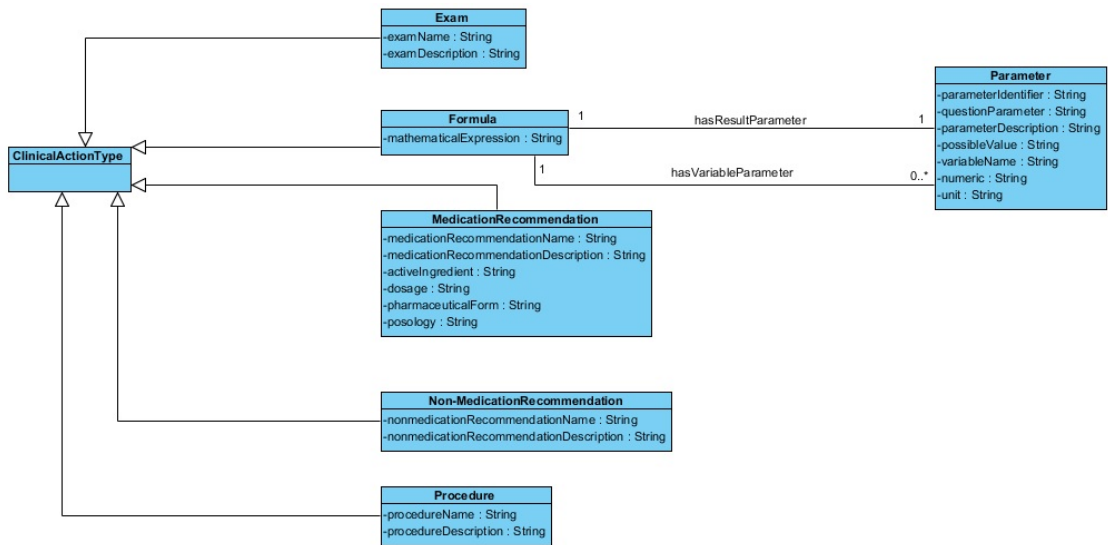 Exam
-examName : String
-examDescription : String
Parameter
-parameterIdentifier : String
-questionParameter : String
-parameterDescription : String
-possibleValue : String
-variableName : String
-numeric : String
-unit : String
Formula
-mathematicalExpression : String
1
hasResultParameter
1
1
hasVariableParameter
0..*
ClinicalActionType
MedicationRecommendation
-medicationRecommendationName : String
-medicationRecommendationDescription : String
-activeIngredient : String
-dosage : String
-pharmaceuticalForm : String
-posology : String
Non-MedicationRecommendation
-nonmedicationRecommendationName : String
-nonmedicationRecommendationDescription : String
Procedure
-procedureName : String
-procedureDescription : String